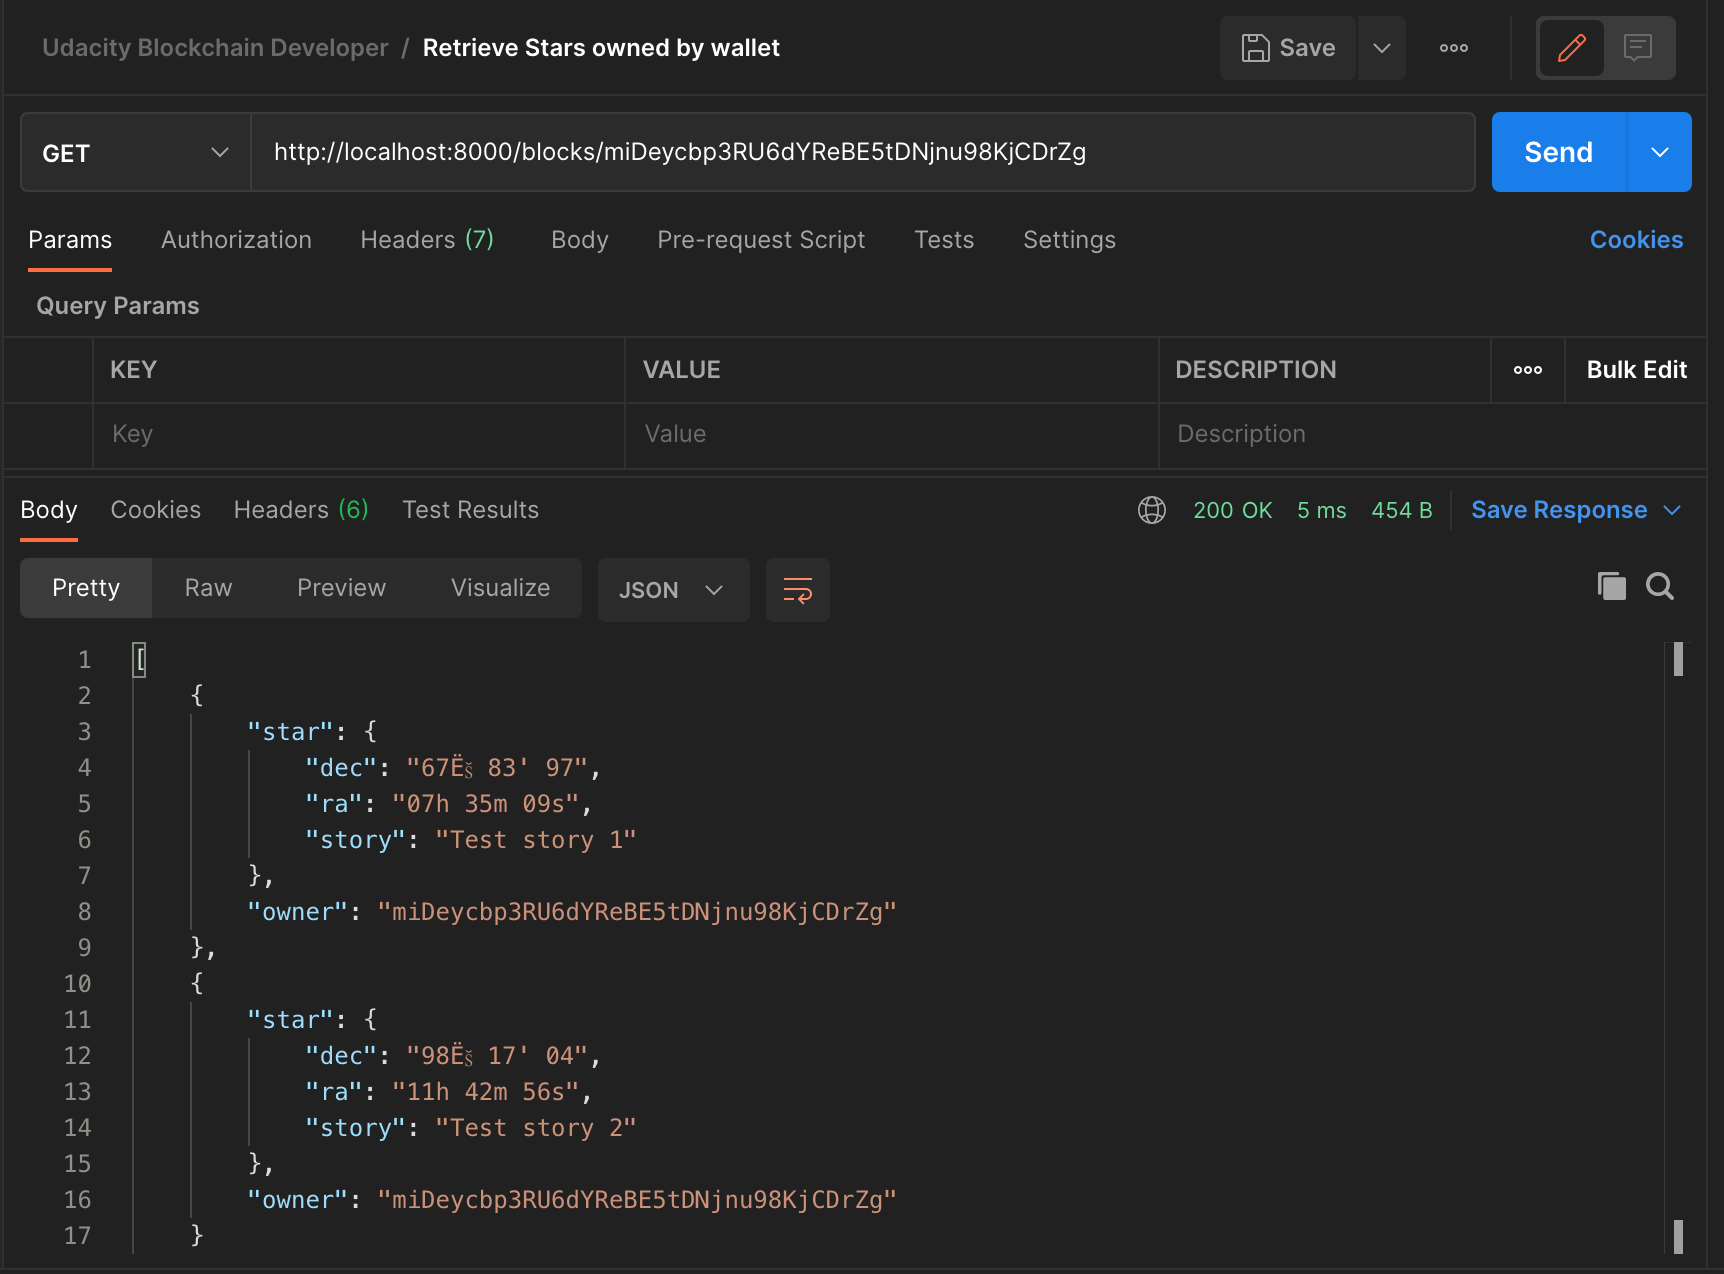 Udacity Blockchain Developer / Retrieve Stars owned by wallet
Save
GET
http://localhost:8000/blocks/miDeycbp3RU6dYReBE5tDNjnu98KjCDrZg
Send
Params Authorization Headers (7) Body Pre-request Script Tests Settings Cookies
Query Params
KEY VALUE DESCRIPTION ooo Bulk Edit
Key Value Description
Body Cookies Headers (6) Test Results 200 OK 5 ms 454 B Save Response
Pretty Raw Preview Visualize JSON
1 [
2 {
3 "star": {
4 "dec": "67Ëš 83' 97",
5 "ra": "07h 35m 09s",
6 "story": "Test story 1"
7 },
8 "owner": "miDeycbp3RU6dYReBE5tDNjnu98KjCDrZg"
9 },
10 {
11 "star": {
12 "dec": "98Ëš 17' 04",
13 "ra": "11h 42m 56s",
14 "story": "Test story 2"
15 },
16 "owner": "miDeycbp3RU6dYReBE5tDNjnu98KjCDrZg"
17 }